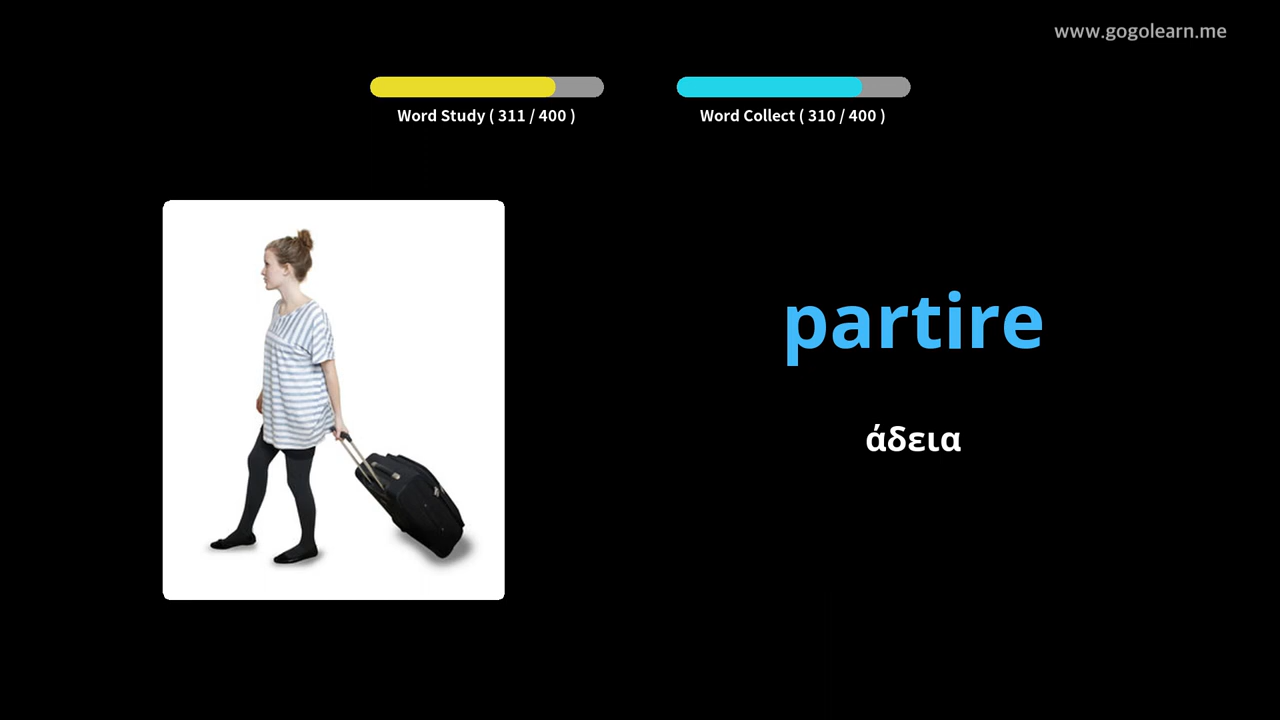 www.gogolearn.me
Word Study ( 311 / 400 )
Word Collect ( 310 / 400 )
partire
άδεια